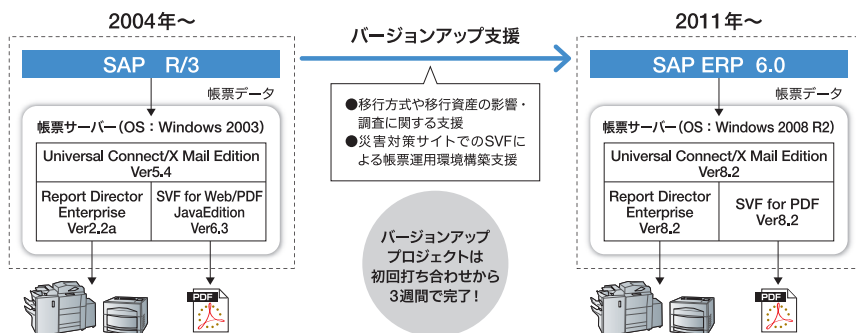 2004年～
SAP R/3
帳票データ
帳票サーバー（OS：Windows 2003）
Universal Connect/X Mail Edition
Ver5.4
Report Director
Enterprise
Ver2.2a
SVF for Web/PDF
JavaEdition
Ver6.3
PDF
バージョンアップ支援
●移行方式や移行資産の影響・
調査に関する支援
●災害対策サイトでのSVFに
よる帳票運用環境構築支援
バージョンアップ
プロジェクトは
初回打ち合わせから
3週間で完了！
2011年～
SAP ERP 6.0
帳票データ
帳票サーバー（OS：Windows 2008 R2）
Universal Connect/X Mail Edition
Ver8.2
Report Director
Enterprise
Ver8.2
SVF for PDF
Ver8.2
PDF